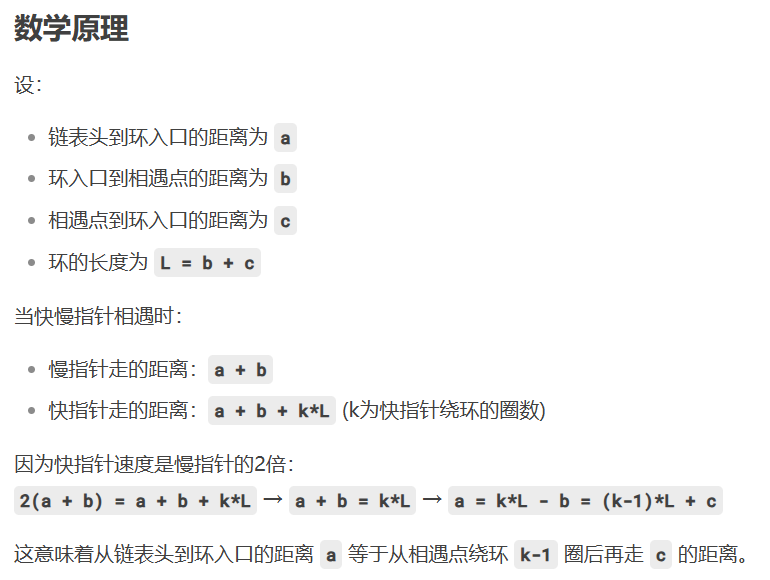 数学原理
设：
链表头到环入口的距离为 a
环入口到相遇点的距离为 b
相遇点到环入口的距离为 c
环的长度为 L = b + c
当快慢指针相遇时：
慢指针走的距离：a + b
快指针走的距离：a + b + k*L (k为快指针绕环的圈数)
因为快指针速度是慢指针的2倍：
2(a + b) = a + b + k*L → a + b = k*L → a = k*L - b = (k-1)*L + c
这意味着从链表头到环入口的距离 a 等于从相遇点绕环 k-1 圈后再走 c 的距离。